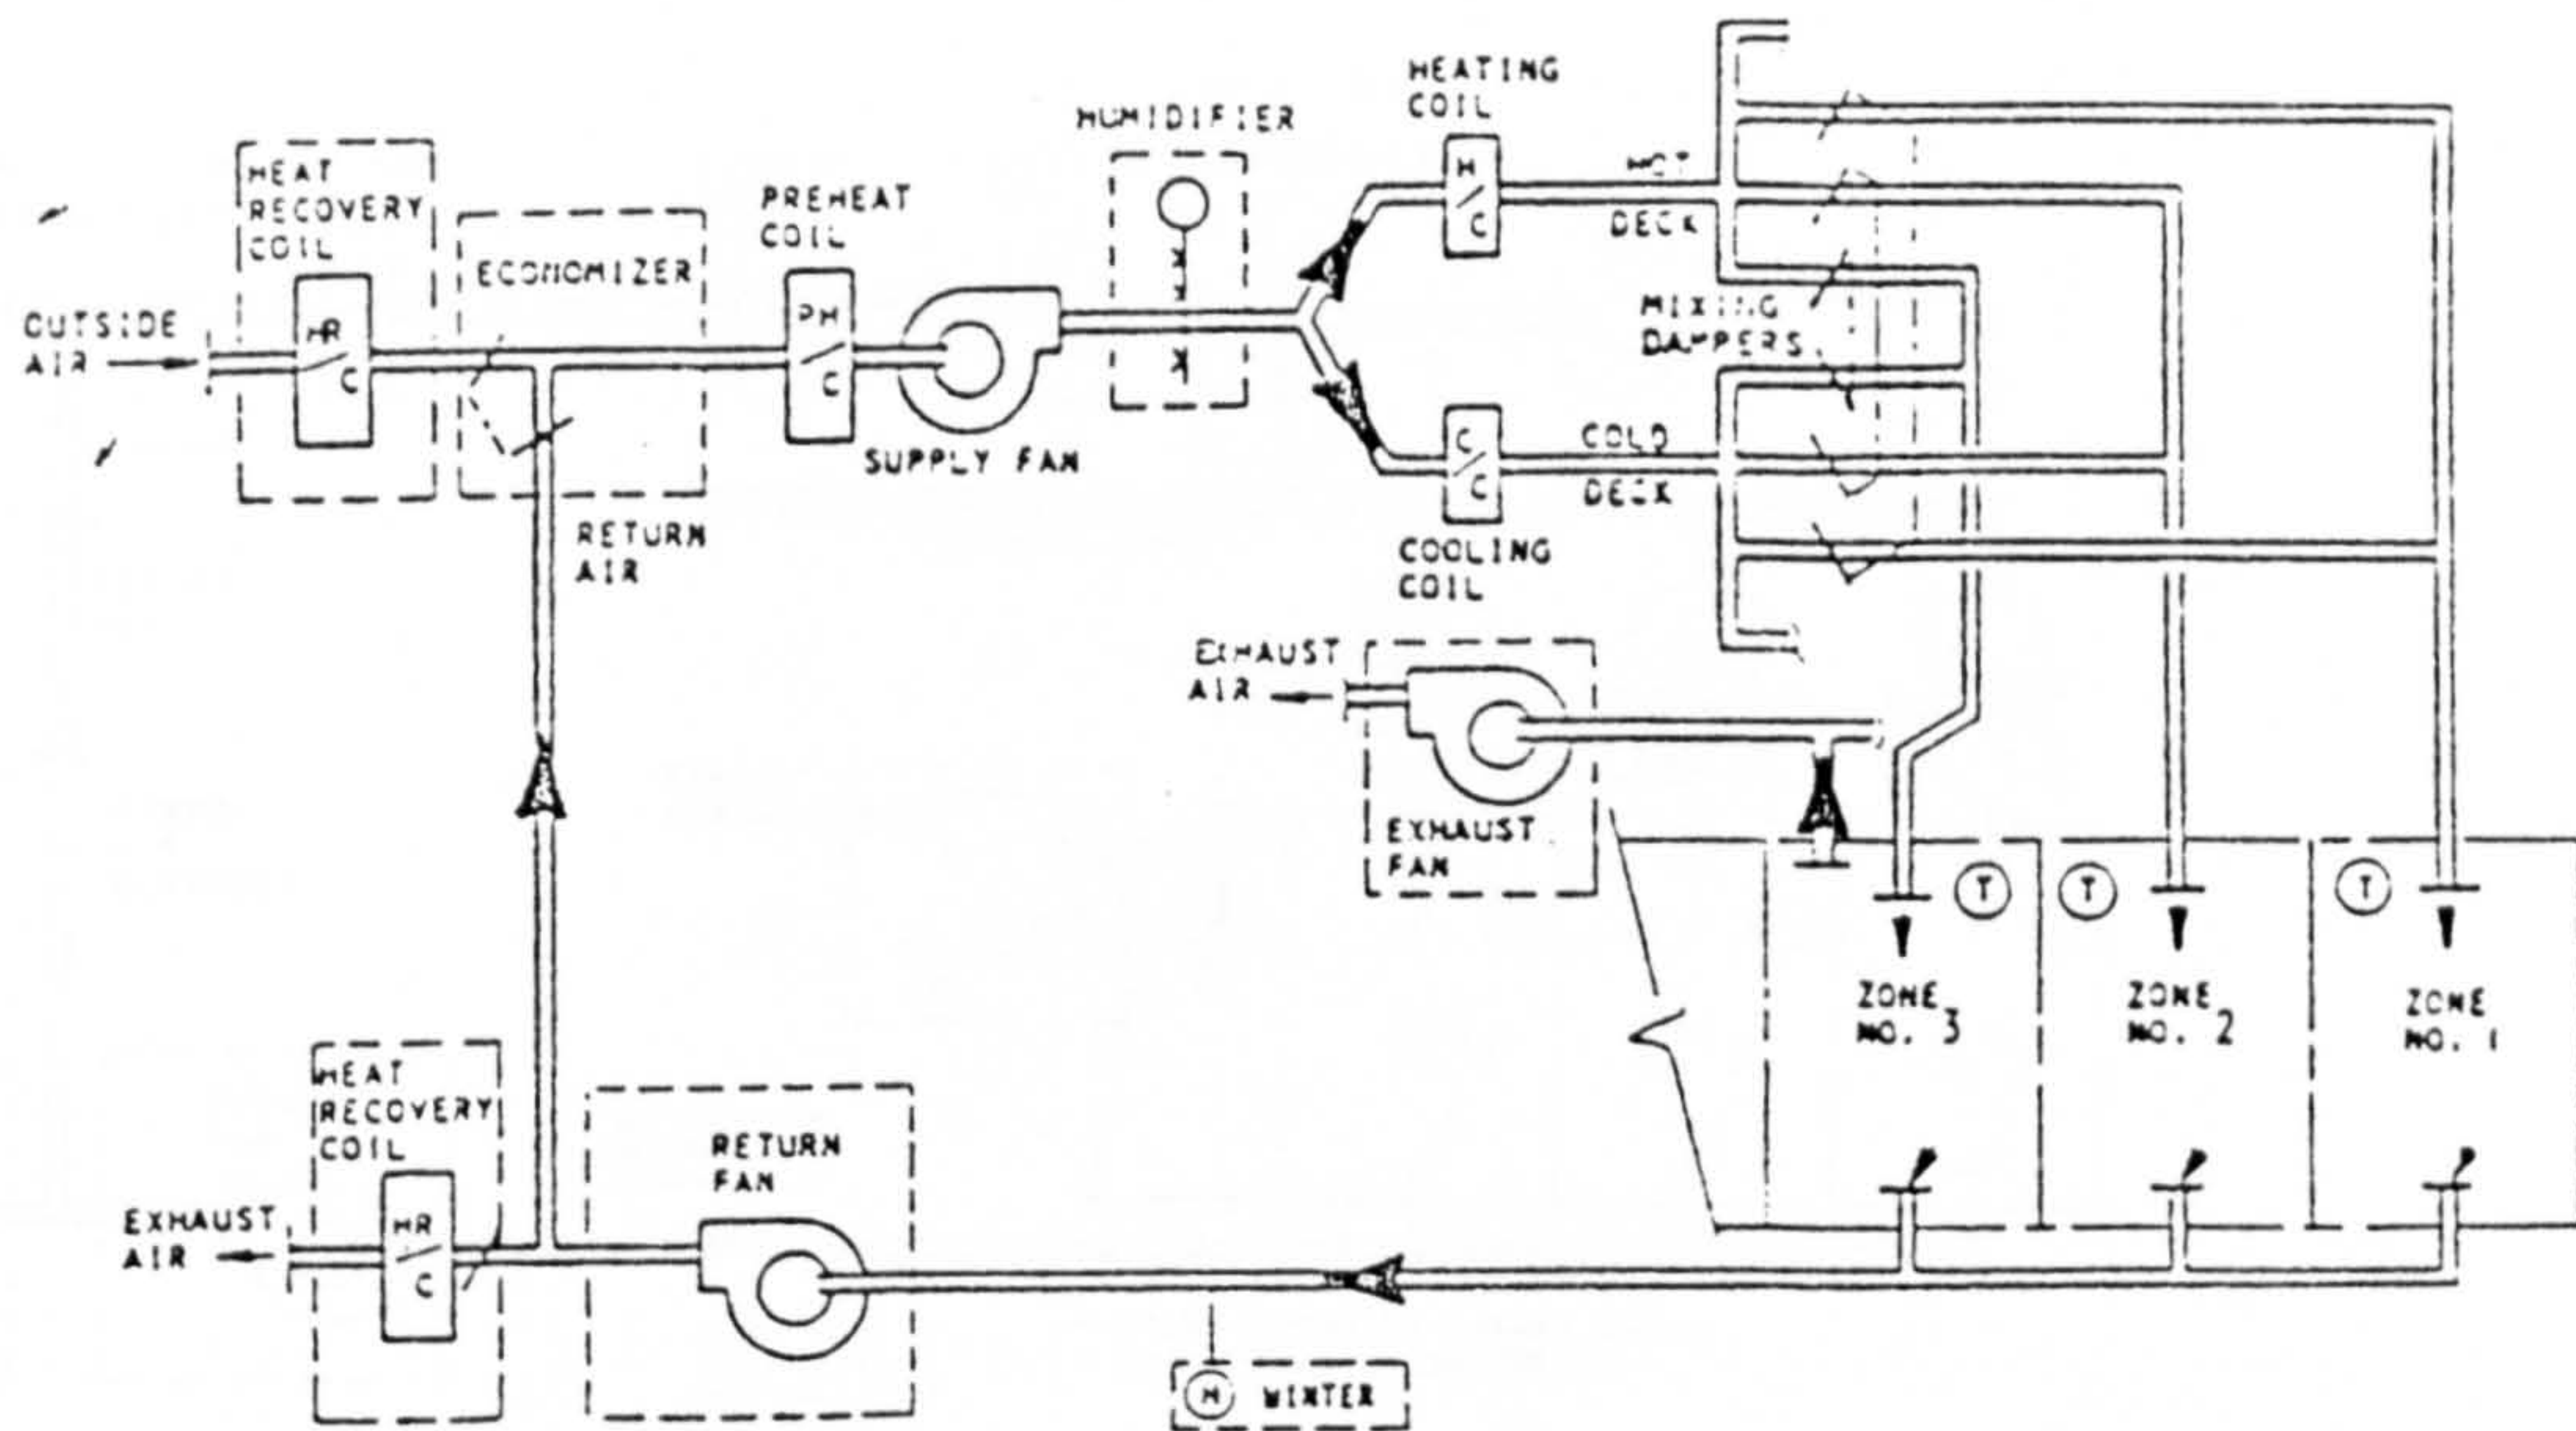 HEATING
COIL
HUMIDIFIER
HEAT
RECOVERY
COIL
PREHEAT
COIL
H
C
HOT
DECK
ECONOMIZER
OUTSIDE
AIR
HR
C
PH
C
MIXING
DAMPERS
SUPPLY FAN
C
C
COLD
DECK
RETURN
AIR
COOLING
COIL
EXHAUST
AIR
EXHAUST
FAN
T
T
T
ZONE
NO. 3
ZONE
NO. 2
ZONE
NO. 1
HEAT
RECOVERY
COIL
RETURN
FAN
EXHAUST
AIR
HR
C
H WINTER